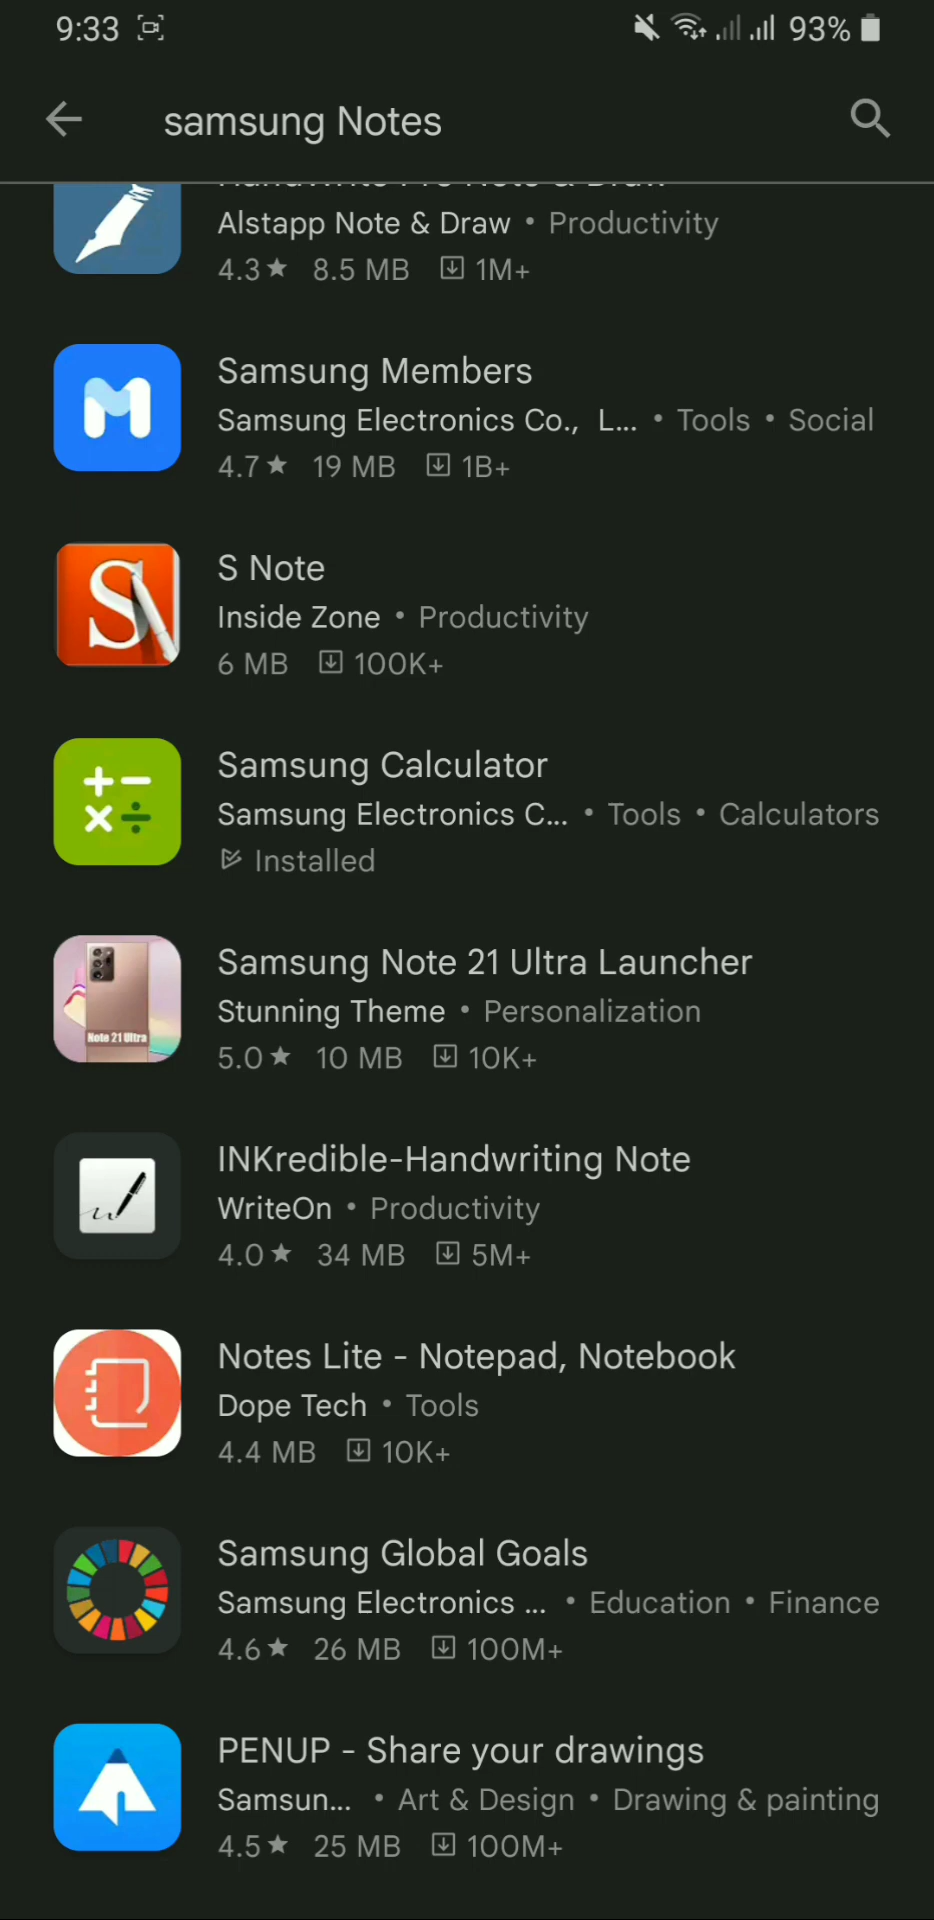 9:33 93%
samsung Notes
Alstapp Note & Draw • Productivity
4.3★ 8.5 MB 1M+
Samsung Members
Samsung Electronics Co., L... • Tools • Social
4.7★ 19 MB 1B+
S Note
Inside Zone • Productivity
6 MB 100K+
Samsung Calculator
Samsung Electronics C... • Tools • Calculators
Installed
Samsung Note 21 Ultra Launcher
Note 21 Ultra
Stunning Theme • Personalization
5.0★ 10 MB 10K+
INKredible-Handwriting Note
WriteOn • Productivity
4.0★ 34 MB 5M+
Notes Lite - Notepad, Notebook
Dope Tech • Tools
4.4 MB 10K+
Samsung Global Goals
Samsung Electronics ... • Education • Finance
4.6★ 26 MB 100M+
PENUP - Share your drawings
Samsun... • Art & Design • Drawing & painting
4.5★ 25 MB 100M+